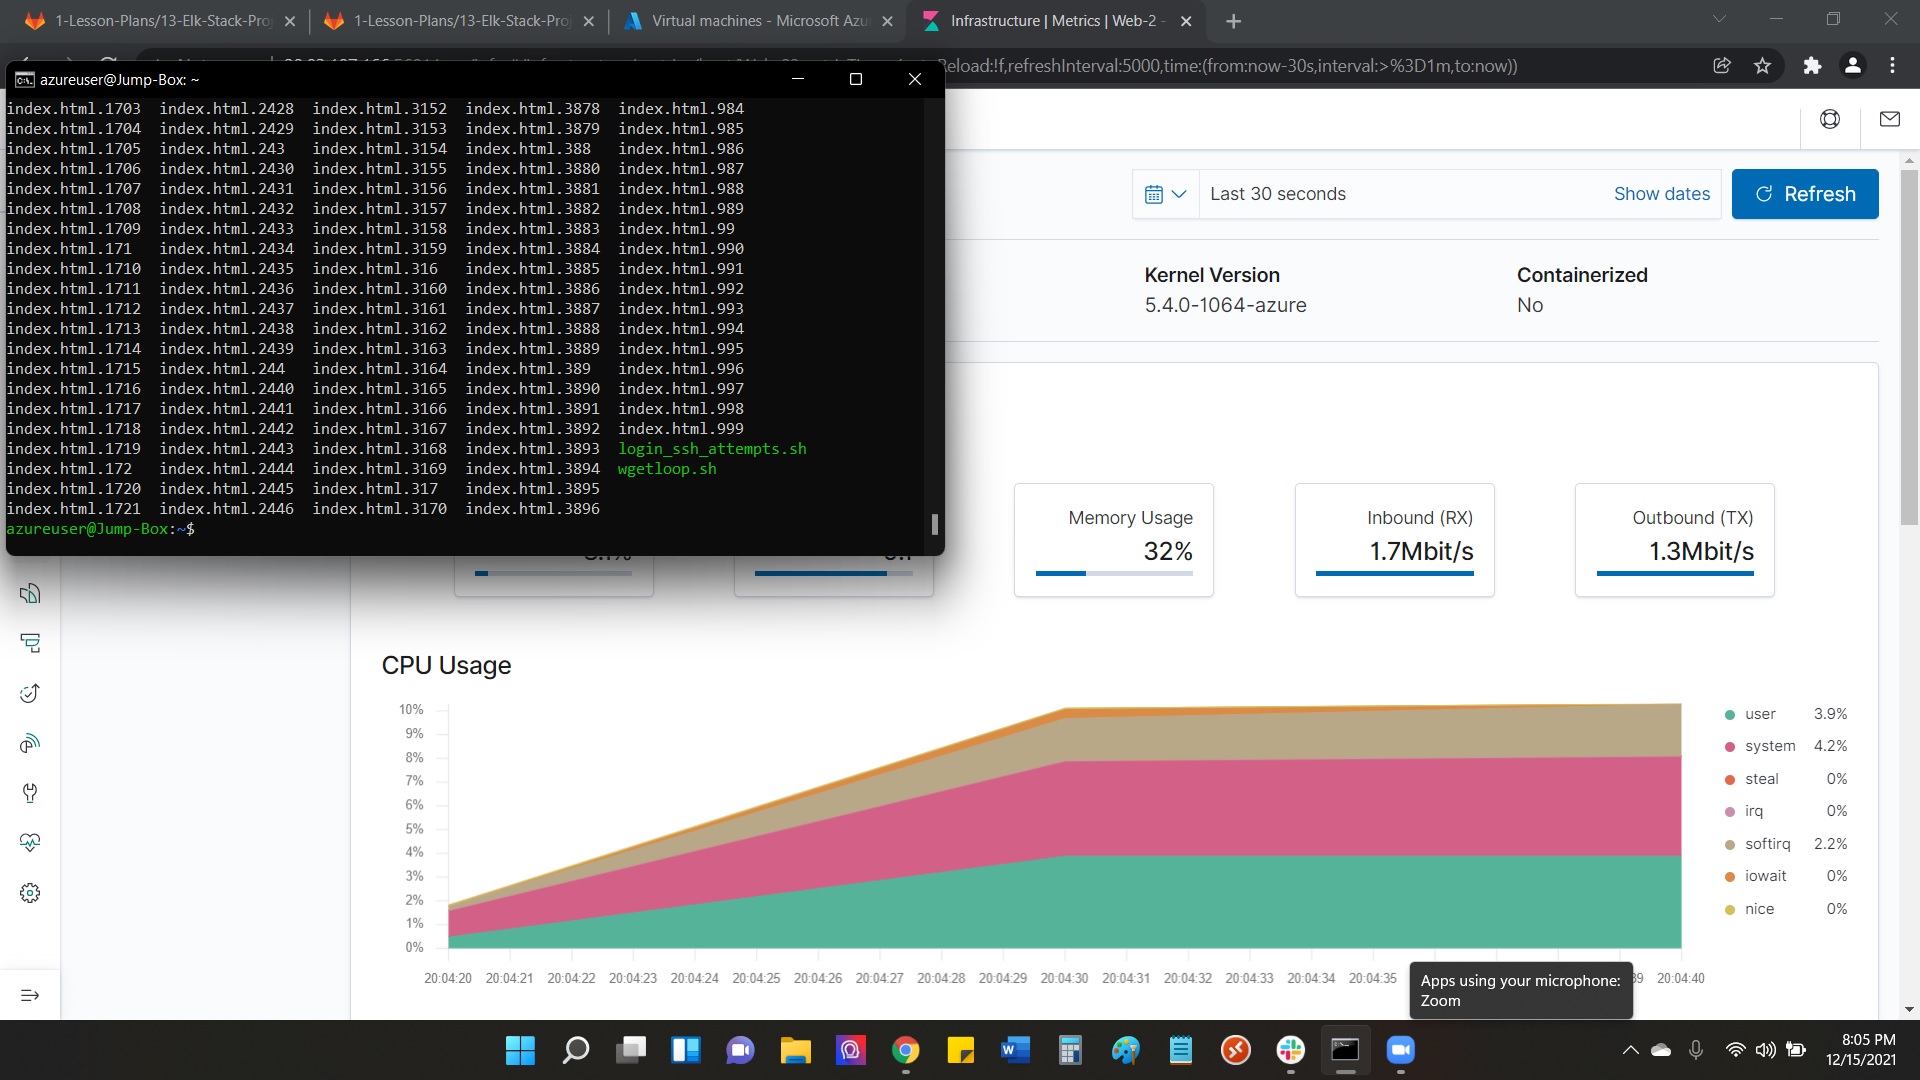 1-Lesson-Plans/13-Elk-Stack-Pro
1-Lesson-Plans/13-Elk-Stack-Pro
Virtual machines - Microsoft Azu
Infrastructure | Metrics | Web-2 -
Reload:!f,refreshInterval:5000,time:(from:now-30s,interval:>%3D1m,to:now))
azureuser@Jump-Box: ~
index.html.1703 index.html.2428 index.html.3152 index.html.3878 index.html.984
index.html.1704 index.html.2429 index.html.3153 index.html.3879 index.html.985
index.html.1705 index.html.243 index.html.3154 index.html.388 index.html.986
index.html.1706 index.html.2430 index.html.3155 index.html.3880 index.html.987
index.html.1707 index.html.2431 index.html.3156 index.html.3881 index.html.988
index.html.1708 index.html.2432 index.html.3157 index.html.3882 index.html.989
index.html.1709 index.html.2433 index.html.3158 index.html.3883 index.html.99
index.html.171 index.html.2434 index.html.3159 index.html.3884 index.html.990
index.html.1710 index.html.2435 index.html.316 index.html.3885 index.html.991
index.html.1711 index.html.2436 index.html.3160 index.html.3886 index.html.992
index.html.1712 index.html.2437 index.html.3161 index.html.3887 index.html.993
index.html.1713 index.html.2438 index.html.3162 index.html.3888 index.html.994
index.html.1714 index.html.2439 index.html.3163 index.html.3889 index.html.995
index.html.1715 index.html.244 index.html.3164 index.html.389 index.html.996
index.html.1716 index.html.2440 index.html.3165 index.html.3890 index.html.997
index.html.1717 index.html.2441 index.html.3166 index.html.3891 index.html.998
index.html.1718 index.html.2442 index.html.3167 index.html.3892 index.html.999
index.html.1719 index.html.2443 index.html.3168 index.html.3893 login_ssh_attempts.sh
index.html.172 index.html.2444 index.html.3169 index.html.3894 wgetloop.sh
index.html.1720 index.html.2445 index.html.317 index.html.3895
index.html.1721 index.html.2446 index.html.3170 index.html.3896
azureuser@Jump-Box:~$
Last 30 seconds
Show dates
Refresh
Kernel Version
5.4.0-1064-azure
Containerized
No
Memory Usage
32%
Inbound (RX)
1.7Mbit/s
Outbound (TX)
1.3Mbit/s
CPU Usage
10%
9%
8%
7%
6%
5%
4%
3%
2%
1%
0%
20:04:20 20:04:21 20:04:22 20:04:23 20:04:24 20:04:25 20:04:26 20:04:27 20:04:28 20:04:29 20:04:30 20:04:31 20:04:32 20:04:33 20:04:34 20:04:35 39 20:04:40
user 3.9%
system 4.2%
steal 0%
irq 0%
softirq 2.2%
iowait 0%
nice 0%
Apps using your microphone:
Zoom
8:05 PM
12/15/2021